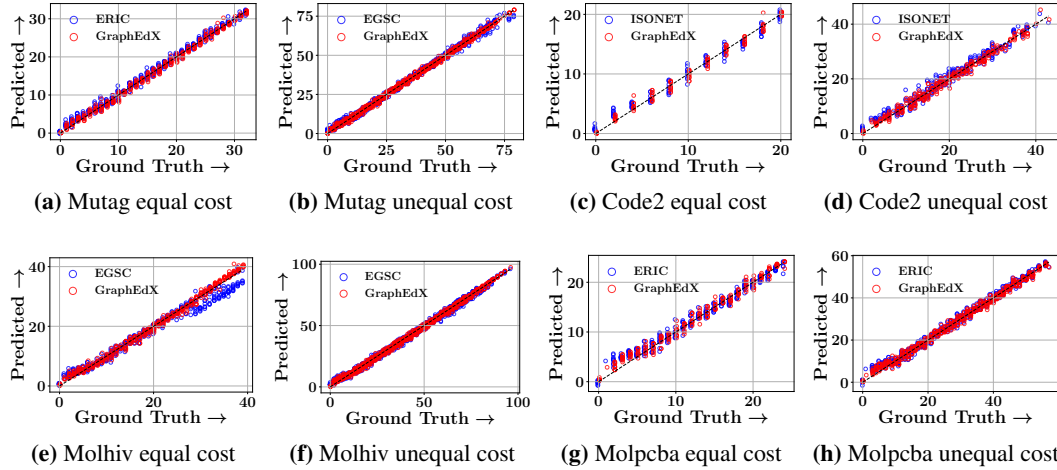 ERIC
GraphEdX
Predicted →
30
20
10
0
0 10 20 30
Ground Truth →
(a) Mutag equal cost
EGSC
GraphEdX
Predicted →
75
50
25
0
0 25 50 75
Ground Truth →
(b) Mutag unequal cost
ISONET
GraphEdX
Predicted →
20
10
0
0 10 20
Ground Truth →
(c) Code2 equal cost
ISONET
GraphEdX
Predicted →
40
20
0
0 20 40
Ground Truth →
(d) Code2 unequal cost
EGSC
GraphEdX
Predicted →
40
20
0
0 20 40
Ground Truth →
(e) Molhiv equal cost
EGSC
GraphEdX
Predicted →
100
50
0
0 50 100
Ground Truth →
(f) Molhiv unequal cost
ERIC
GraphEdX
Predicted →
20
10
0
0 10 20
Ground Truth →
(g) Molpcba equal cost
ERIC
GraphEdX
Predicted →
60
40
20
0
0 20 40
Ground Truth →
(h) Molpcba unequal cost